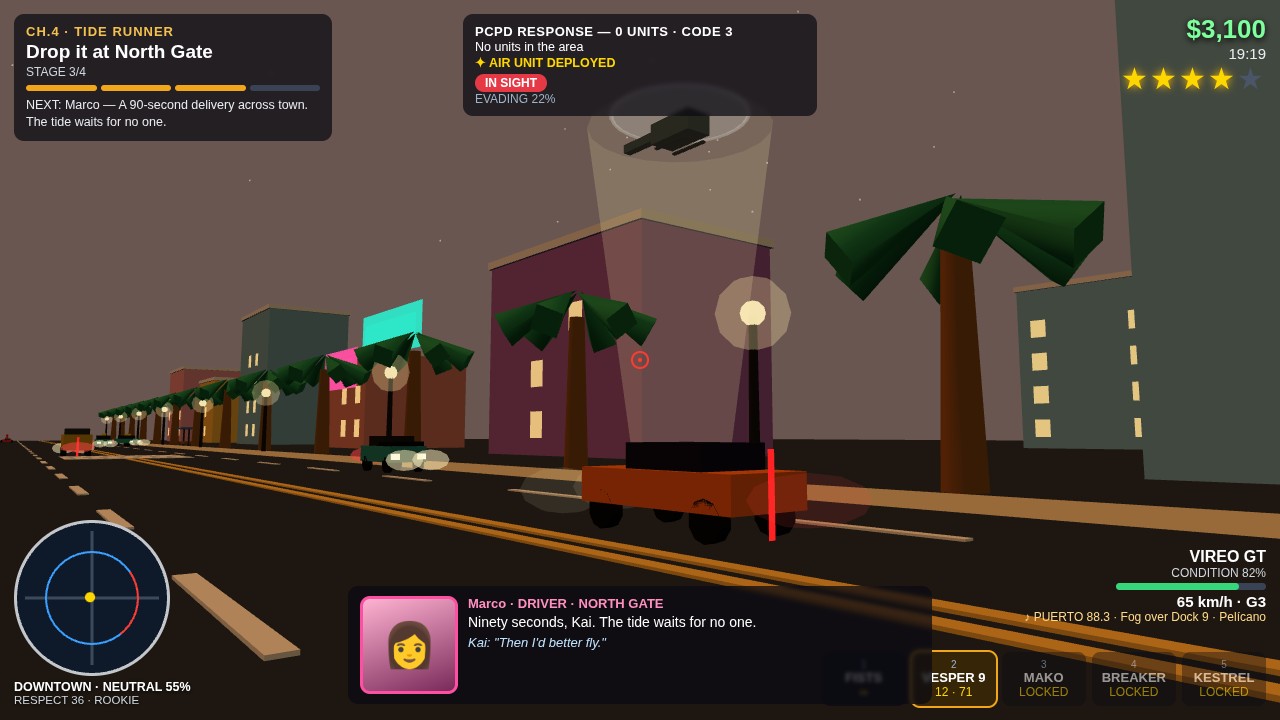 CH.4 · TIDE RUNNER
Drop it at North Gate
STAGE 3/4
NEXT: Marco — A 90-second delivery across town.
The tide waits for no one.
PCPD RESPONSE — 0 UNITS · CODE 3
No units in the area
✦ AIR UNIT DEPLOYED
IN SIGHT
EVADING 22%
$3,100
19:19
★★★★★
VIREO GT
CONDITION 82%
65 km/h · G3
♪ PUERTO 88.3 · Fog over Dock 9 · Pelícano
Marco · DRIVER · NORTH GATE
Ninety seconds, Kai. The tide waits for no one.
Kai: "Then I'd better fly."
1
FISTS
2
VESPER 9
12 · 71
3
MAKO
LOCKED
4
BREAKER
LOCKED
5
KESTREL
LOCKED
DOWNTOWN · NEUTRAL 55%
RESPECT 36 · ROOKIE